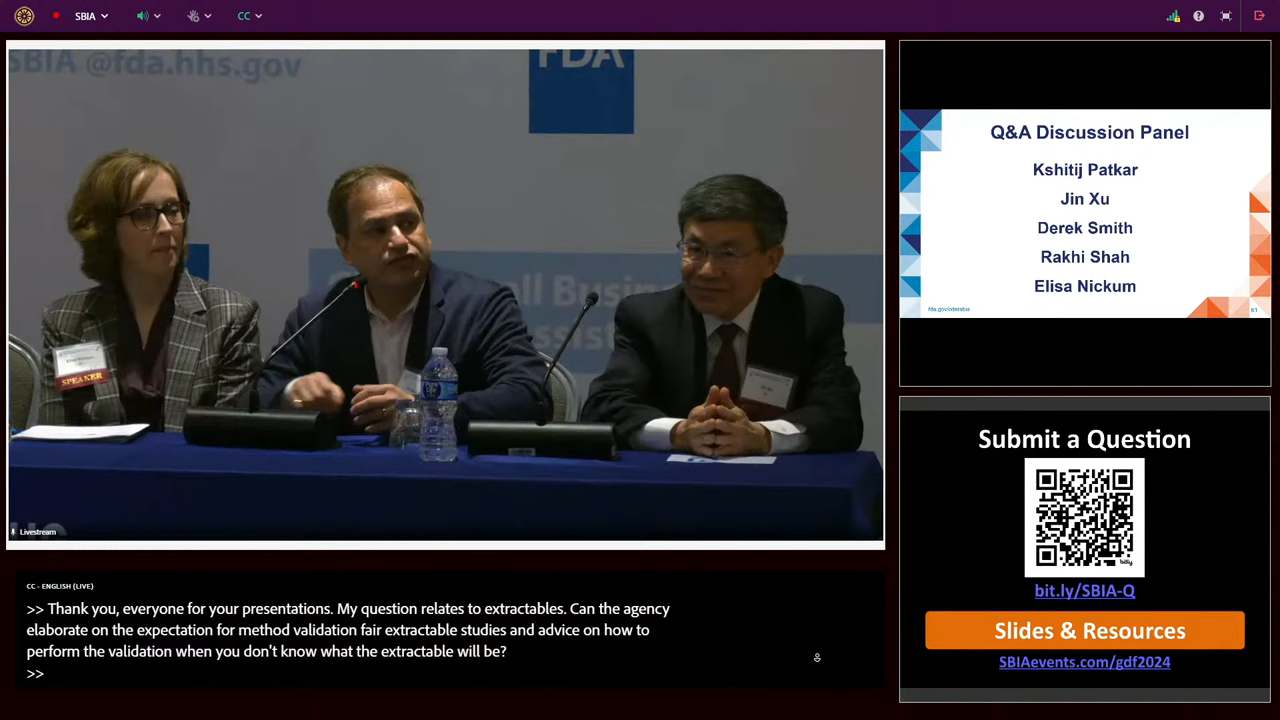 SBIA
CC
SBIA @fda.hhs.gov
FDA
SPEAKER
Livestream
Q&A Discussion Panel
Kshitij Patkar
Jin Xu
Derek Smith
Rakhi Shah
Elisa Nickum
61
Submit a Question
bitly
bit.ly/SBIA-Q
Slides & Resources
SBIAevents.com/gdf2024
CC - ENGLISH (LIVE)
>> Thank you, everyone for your presentations. My question relates to extractables. Can the agency
elaborate on the expectation for method validation fair extractable studies and advice on how to
perform the validation when you don't know what the extractable will be?
>>